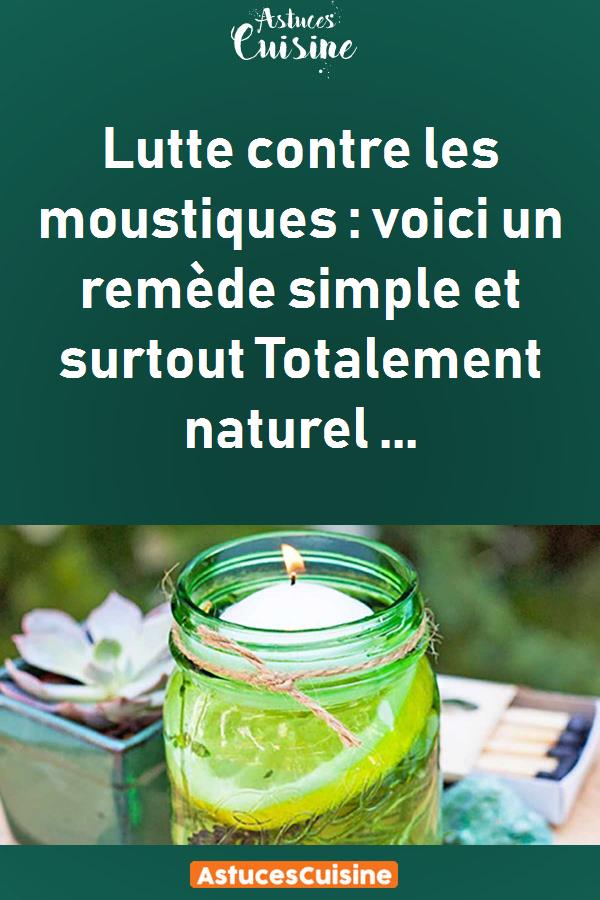 Astuces
Cuisine
Lutte contre les
moustiques : voici un
remède simple et
surtout Totalement
naturel ...
AstucesCuisine